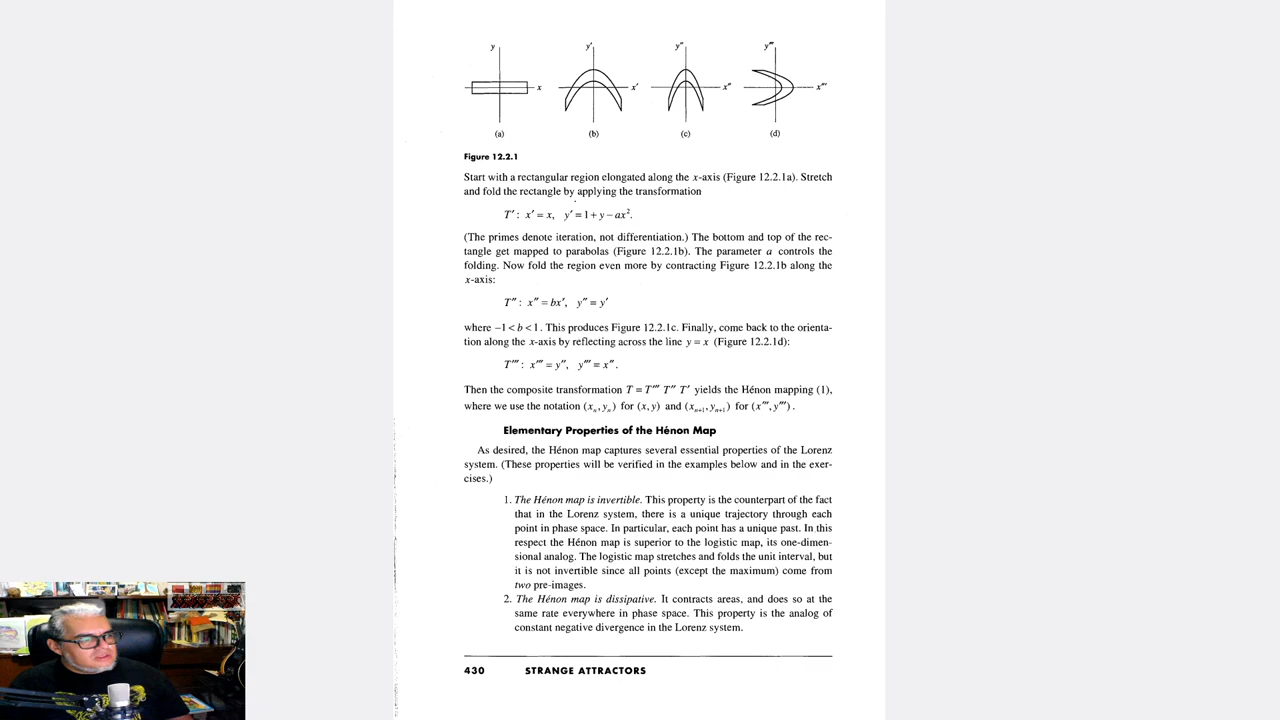 y y′ y″ y‴
x x′ x″ x‴
(a) (b) (c) (d)
Figure 12.2.1
Start with a rectangular region elongated along the x-axis (Figure 12.2.1a). Stretch
and fold the rectangle by applying the transformation
T′ : x′ = x, y′ = 1 + y − ax².
(The primes denote iteration, not differentiation.) The bottom and top of the rec-
tangle get mapped to parabolas (Figure 12.2.1b). The parameter a controls the
folding. Now fold the region even more by contracting Figure 12.2.1b along the
x-axis:
T″ : x″ = bx′, y″ = y′
where −1 < b < 1. This produces Figure 12.2.1c. Finally, come back to the orienta-
tion along the x-axis by reflecting across the line y = x (Figure 12.2.1d):
T‴ : x‴ = y″, y‴ = x″.
Then the composite transformation T = T‴ T″ T′ yields the Hénon mapping (1),
where we use the notation (xₙ, yₙ) for (x, y) and (xₙ₊₁, yₙ₊₁) for (x‴, y‴).
Elementary Properties of the Hénon Map
As desired, the Hénon map captures several essential properties of the Lorenz
system. (These properties will be verified in the examples below and in the exer-
cises.)
1. The Hénon map is invertible. This property is the counterpart of the fact
that in the Lorenz system, there is a unique trajectory through each
point in phase space. In particular, each point has a unique past. In this
respect the Hénon map is superior to the logistic map, its one-dimen-
sional analog. The logistic map stretches and folds the unit interval, but
it is not invertible since all points (except the maximum) come from
two pre-images.
2. The Hénon map is dissipative. It contracts areas, and does so at the
same rate everywhere in phase space. This property is the analog of
constant negative divergence in the Lorenz system.
430 STRANGE ATTRACTORS